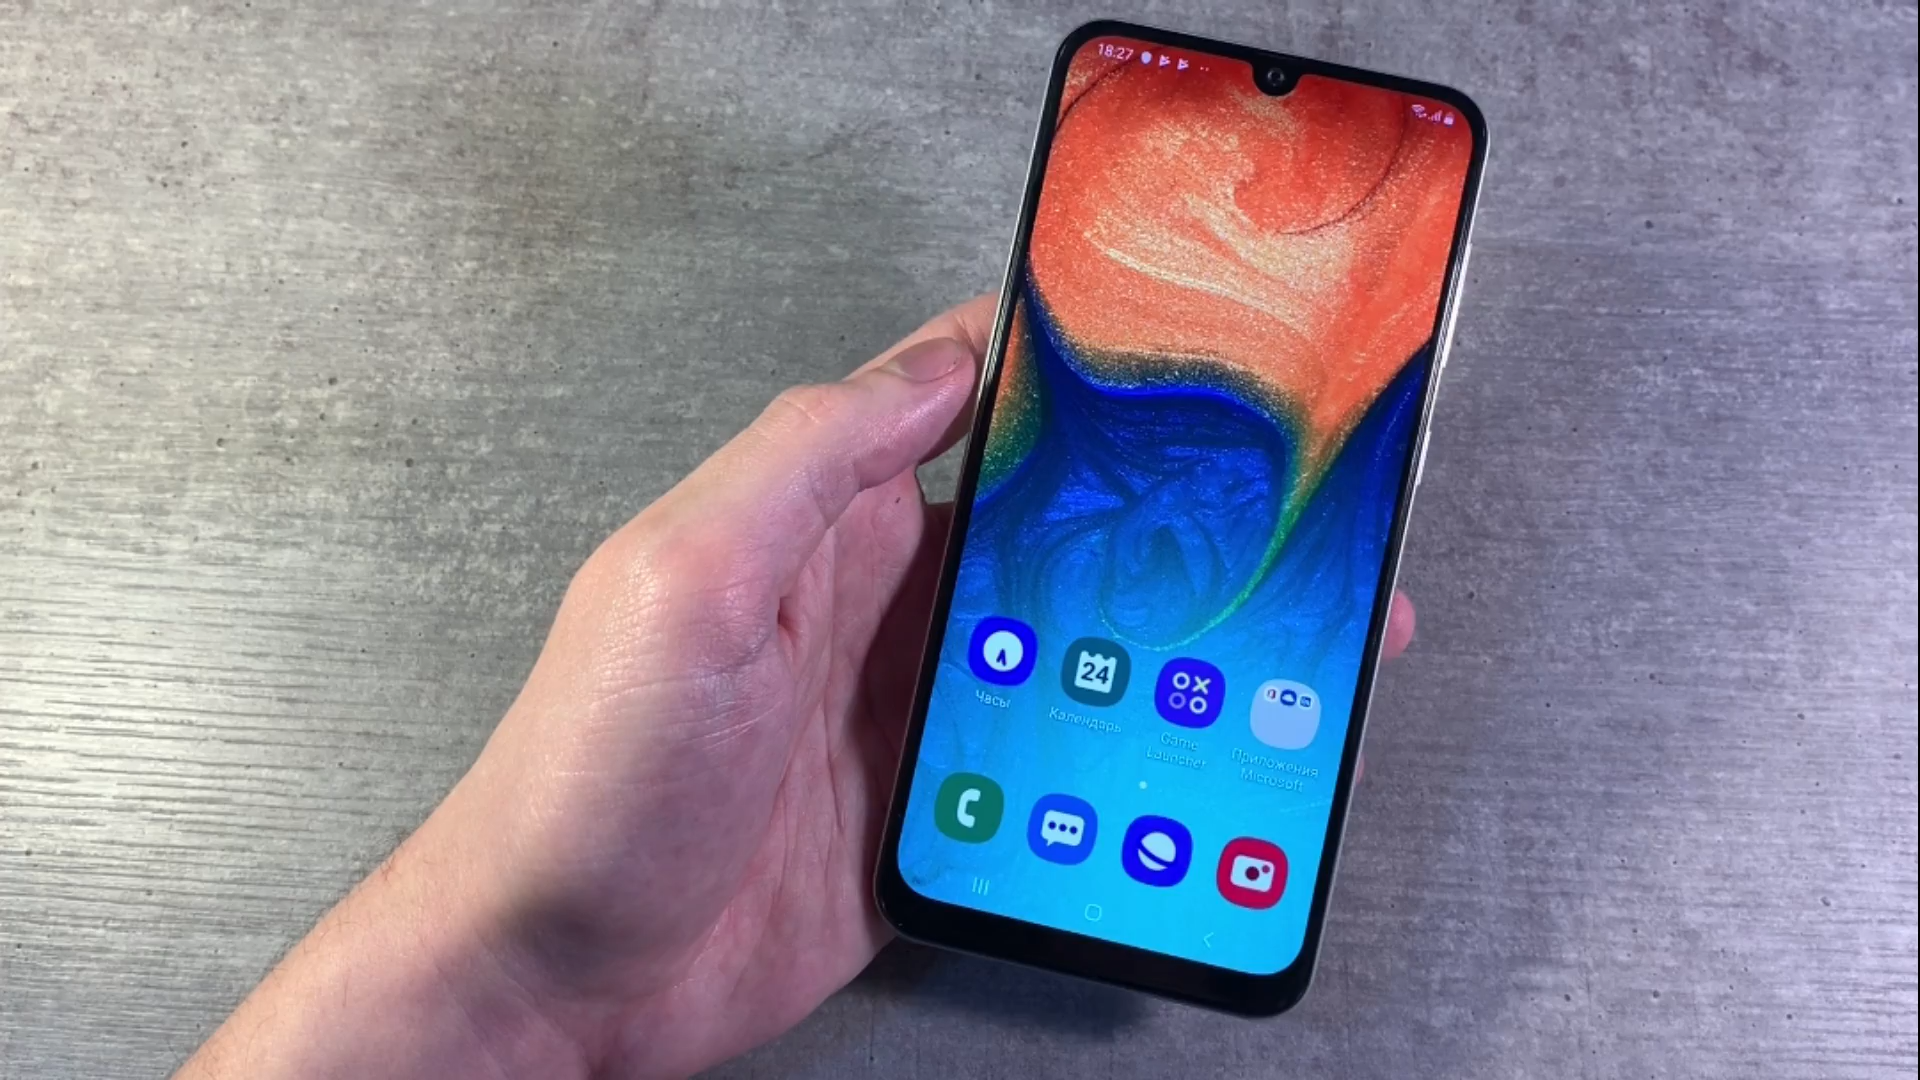 18:27
24
Часы
Календарь
Game
Launcher
Приложения
Microsoft